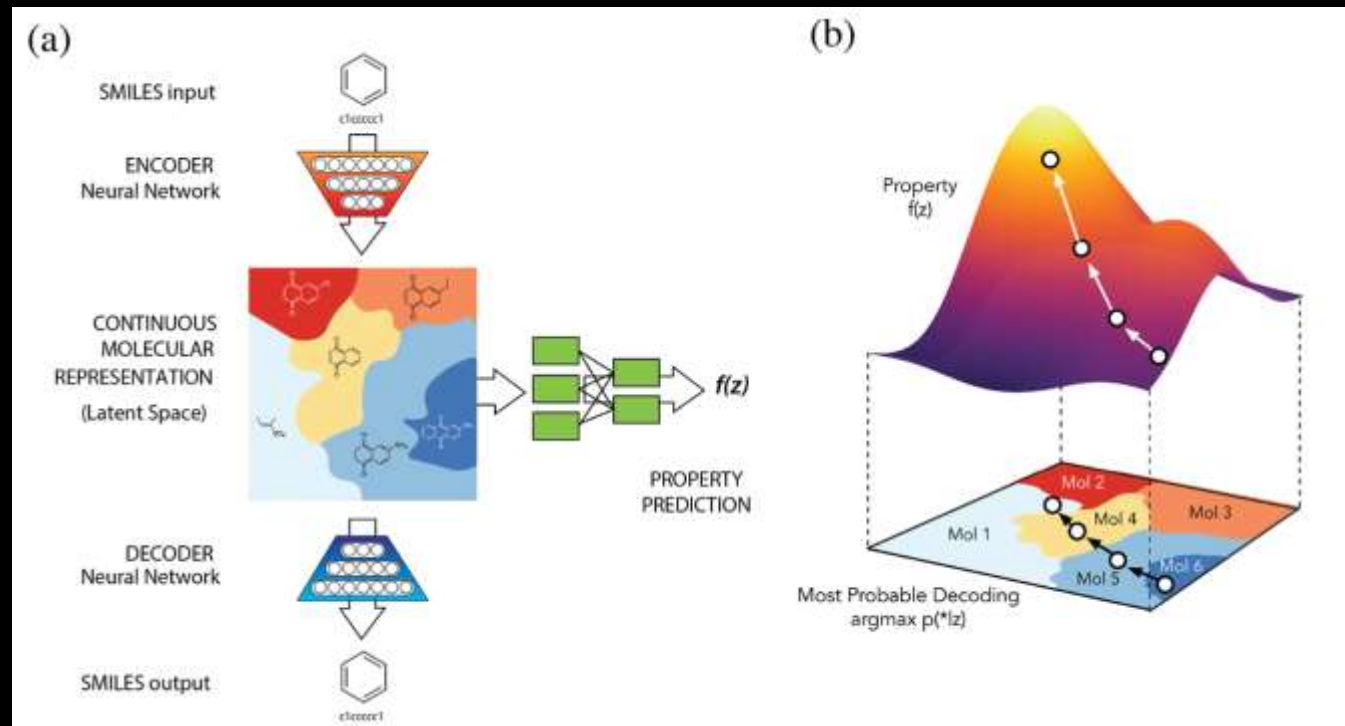 (a)
SMILES input
c1ccccc1
ENCODER
Neural Network
CONTINUOUS
MOLECULAR
REPRESENTATION
(Latent Space)
f(z)
PROPERTY
PREDICTION
DECODER
Neural Network
SMILES output
c1ccccc1
(b)
Property
f(z)
Mol 2
Mol 3
Mol 4
Mol 1
Mol 6
Mol 5
Most Probable Decoding
argmax p(*|z)